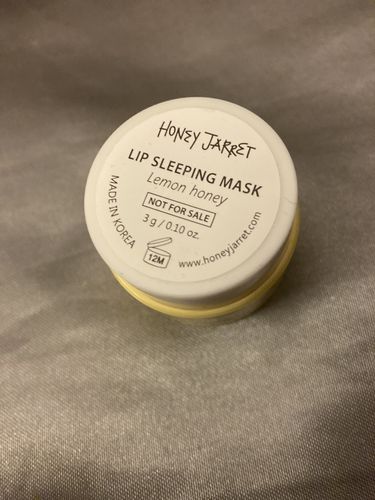 HONEY JARRET
LIP SLEEPING MASK
Lemon honey
NOT FOR SALE
3 g / 0.10 oz.
MADE IN KOREA
12M
www.honeyjarret.com